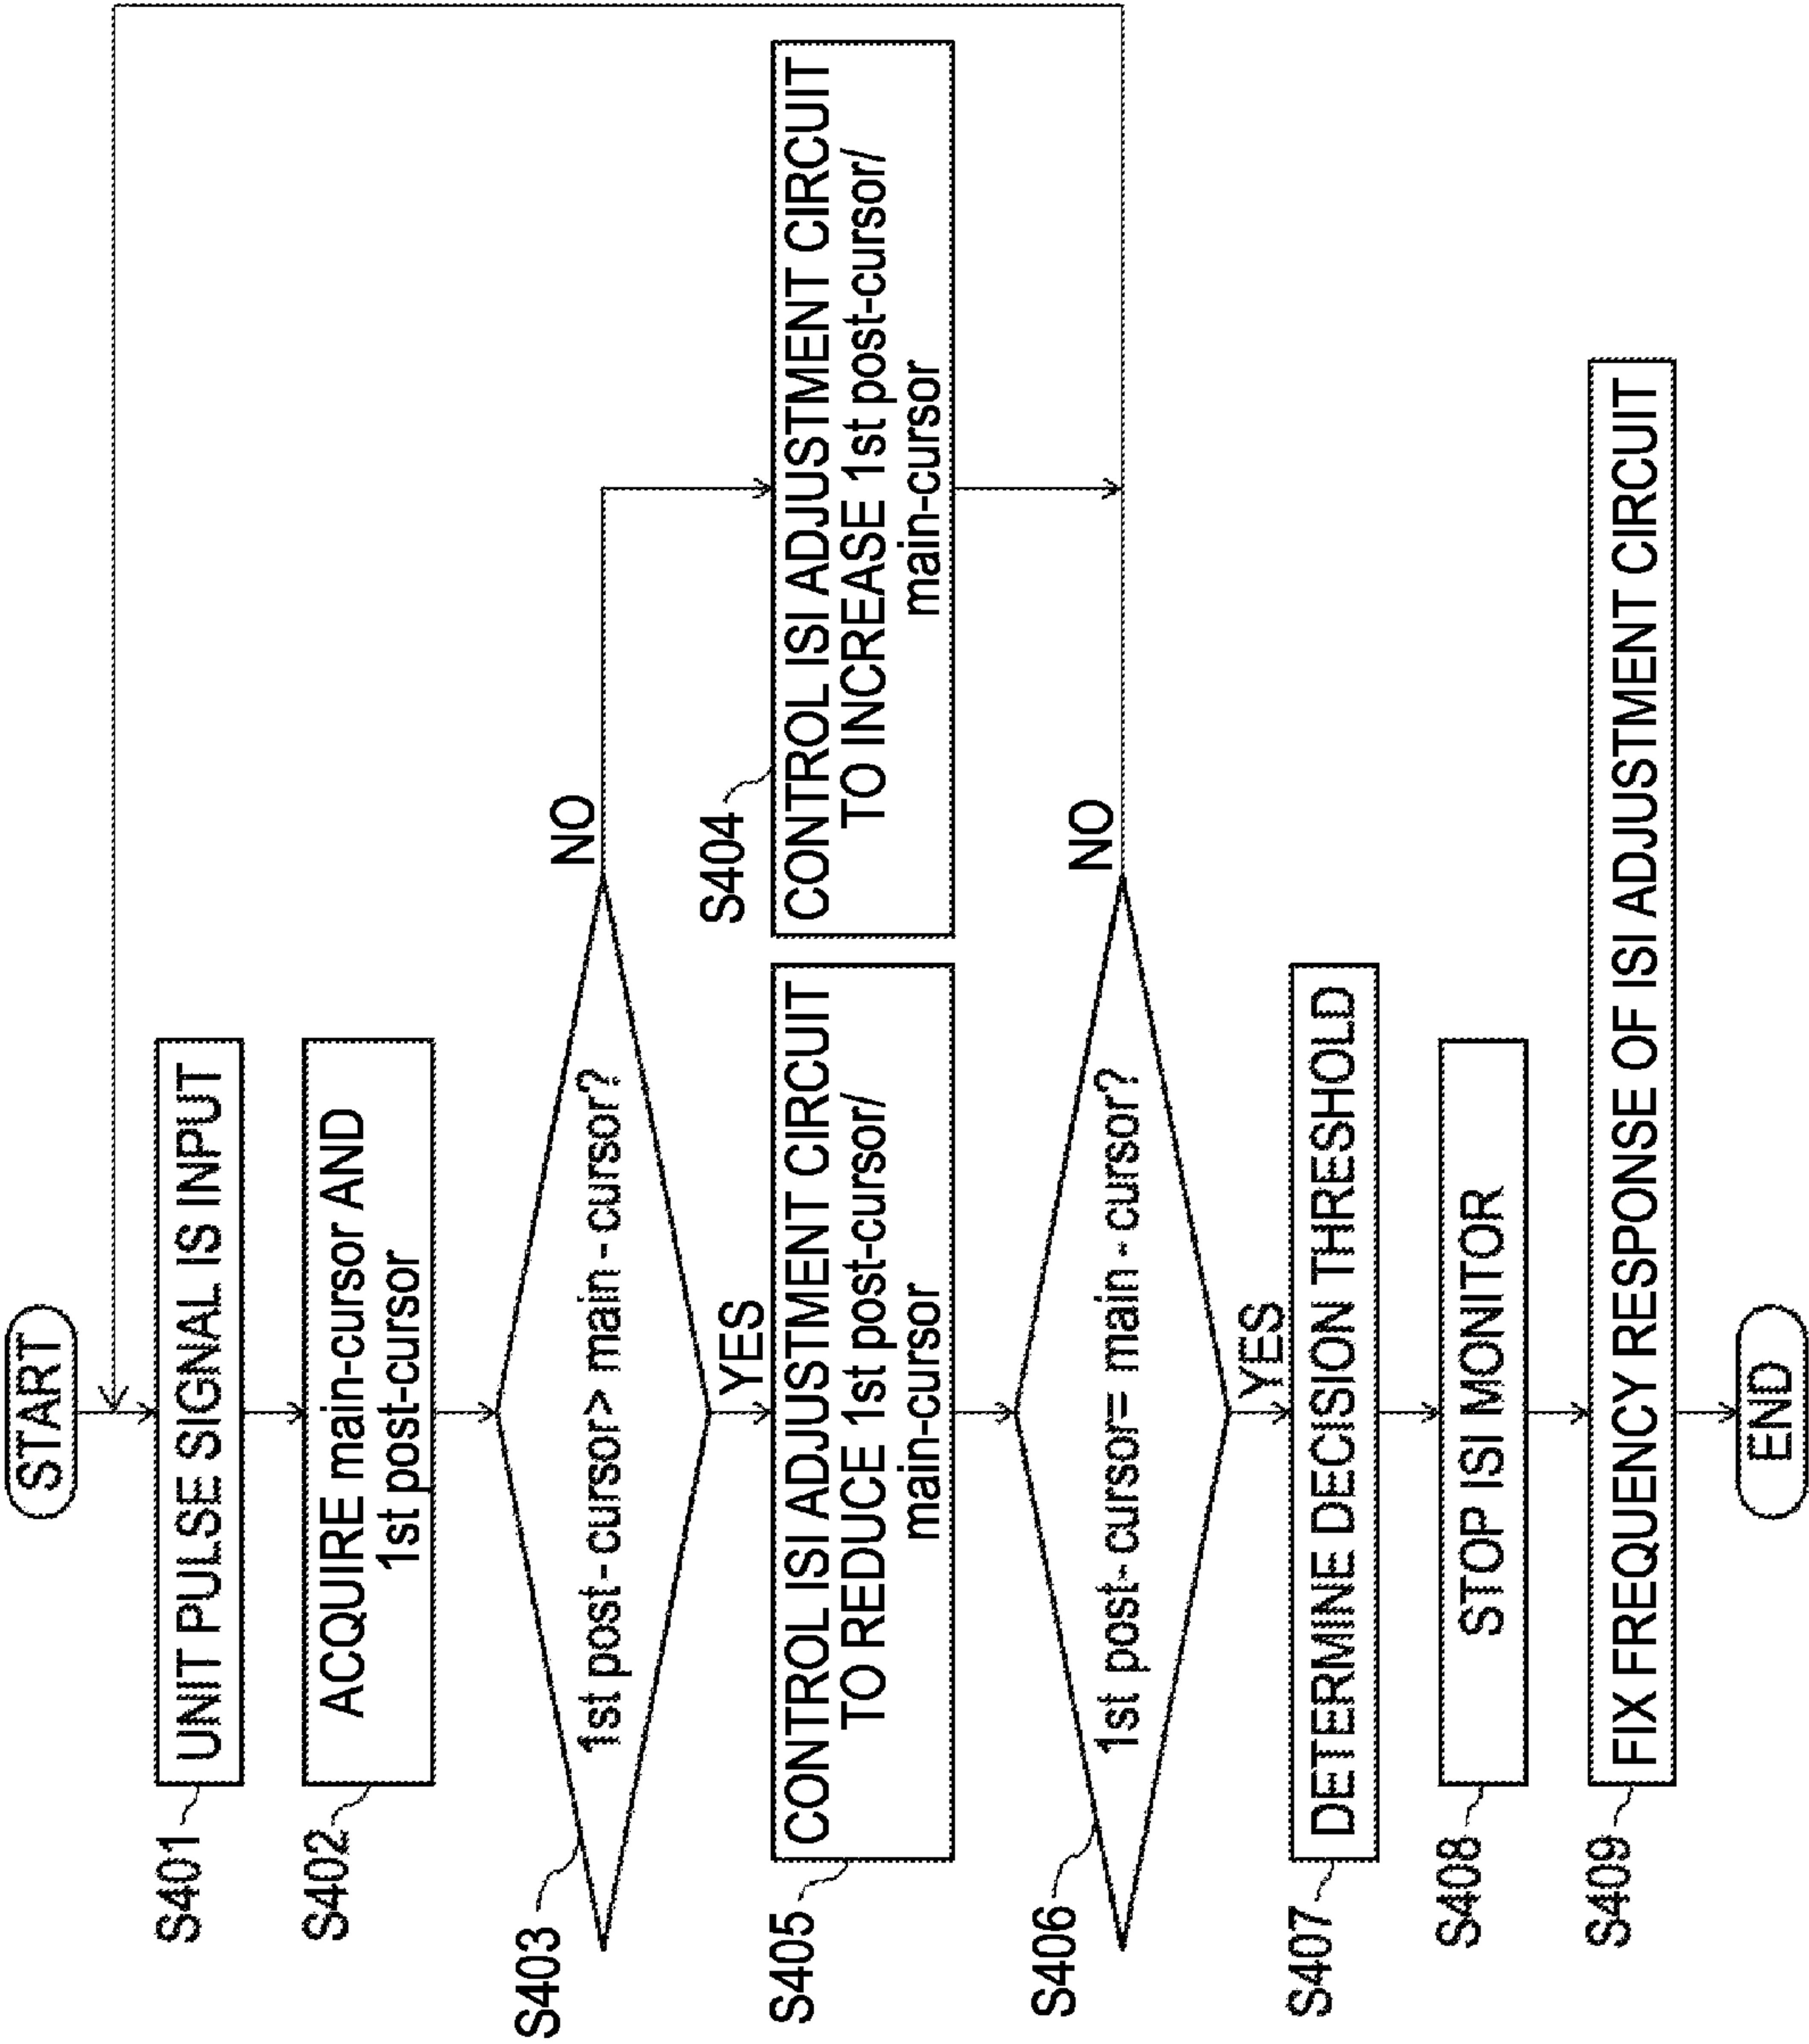 START
S401
UNIT PULSE SIGNAL IS INPUT
S402
ACQUIRE main-cursor AND
1st post-cursor
S403
1st post- cursor> main - cursor?
NO
YES
S404
CONTROL ISI ADJUSTMENT CIRCUIT
TO INCREASE 1st post-cursor/
main-cursor
S405
CONTROL ISI ADJUSTMENT CIRCUIT
TO REDUCE 1st post-cursor/
main-cursor
S406
1st post- cursor= main - cursor?
NO
YES
S407
DETERMINE DECISION THRESHOLD
S408
STOP ISI MONITOR
S409
FIX FREQUENCY RESPONSE OF ISI ADJUSTMENT CIRCUIT
END